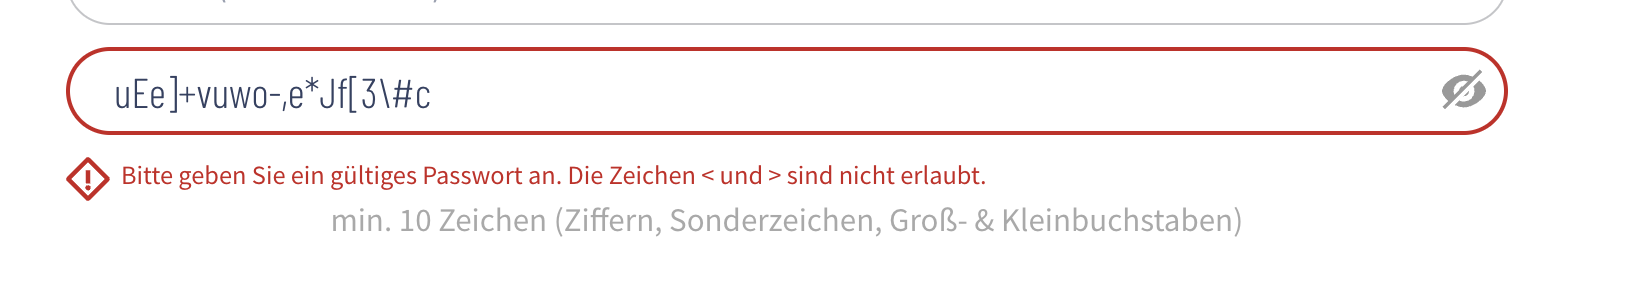 uEe]+vuwo-,e*Jf[3\#c
Bitte geben Sie ein gültiges Passwort an. Die Zeichen < und > sind nicht erlaubt.
min. 10 Zeichen (Ziffern, Sonderzeichen, Groß- & Kleinbuchstaben)